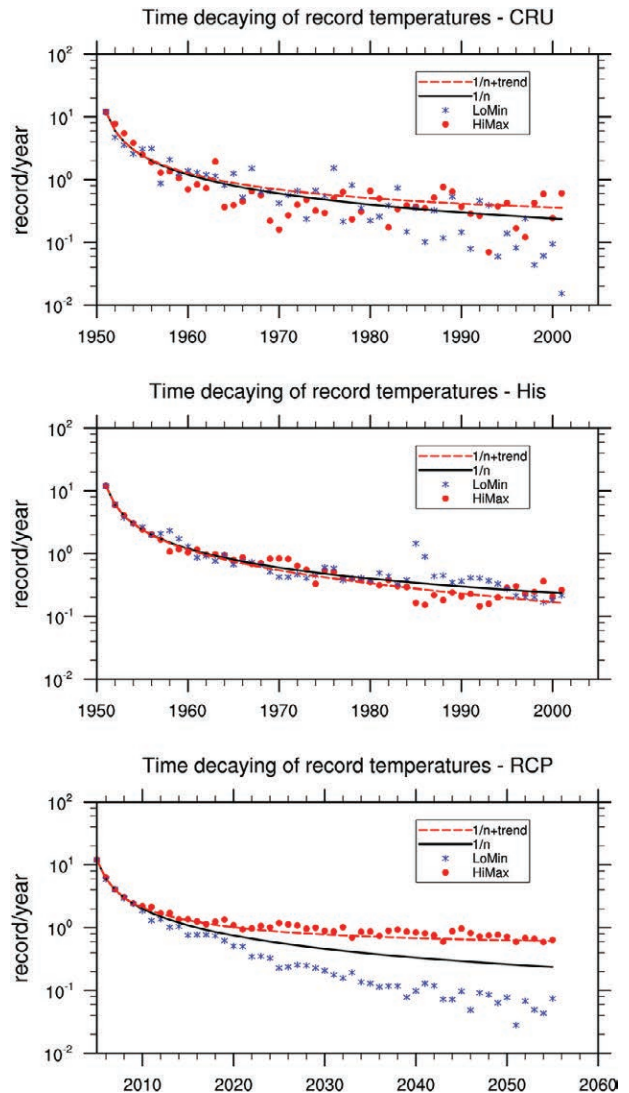 Time decaying of record temperatures - CRU
10²
10¹
10⁰
10⁻¹
10⁻²
record/year
1/n+trend
1/n
LoMin
HiMax
1950 1960 1970 1980 1990 2000
Time decaying of record temperatures - His
10²
10¹
10⁰
10⁻¹
10⁻²
record/year
1/n+trend
1/n
LoMin
HiMax
1950 1960 1970 1980 1990 2000
Time decaying of record temperatures - RCP
10²
10¹
10⁰
10⁻¹
10⁻²
record/year
1/n+trend
1/n
LoMin
HiMax
2010 2020 2030 2040 2050 2060